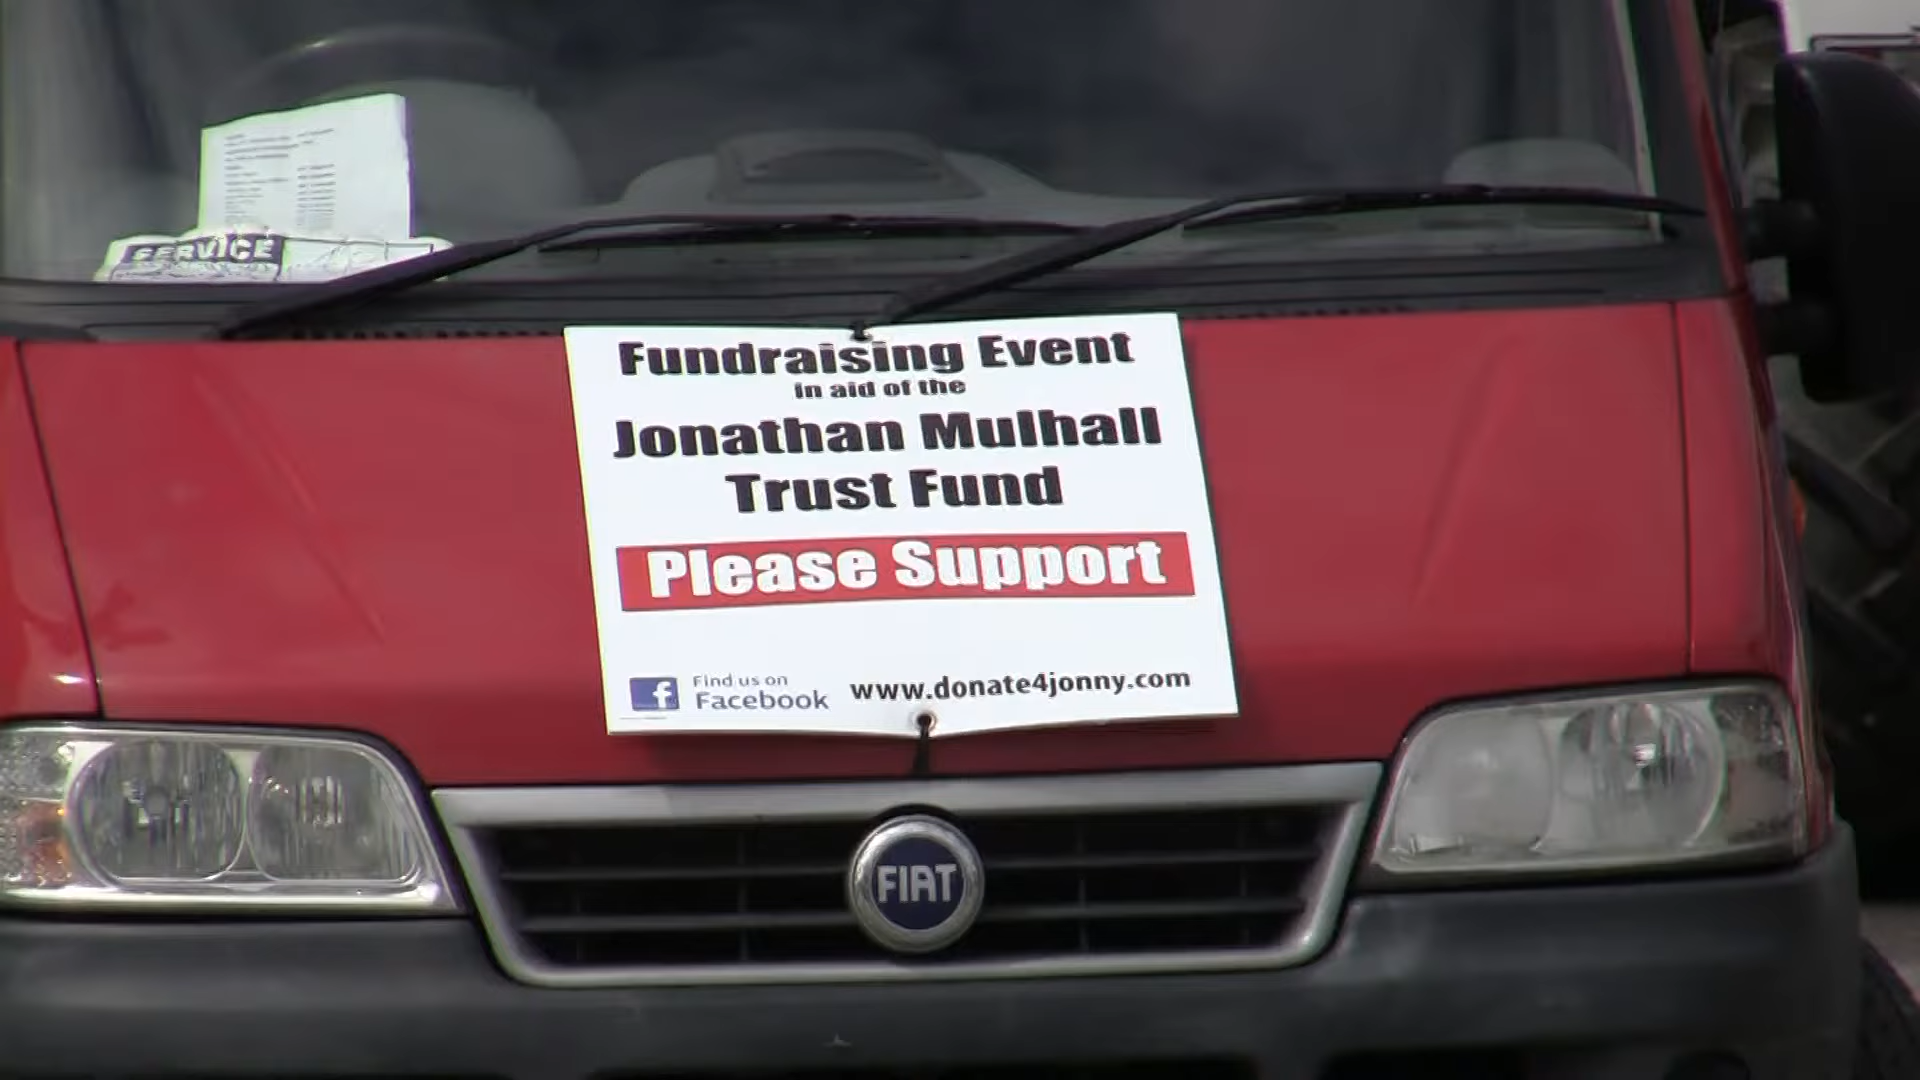 SERVICE
Fundraising Event
in aid of the
Jonathan Mulhall
Trust Fund
Please Support
f
Find us on
Facebook
www.donate4jonny.com
FIAT